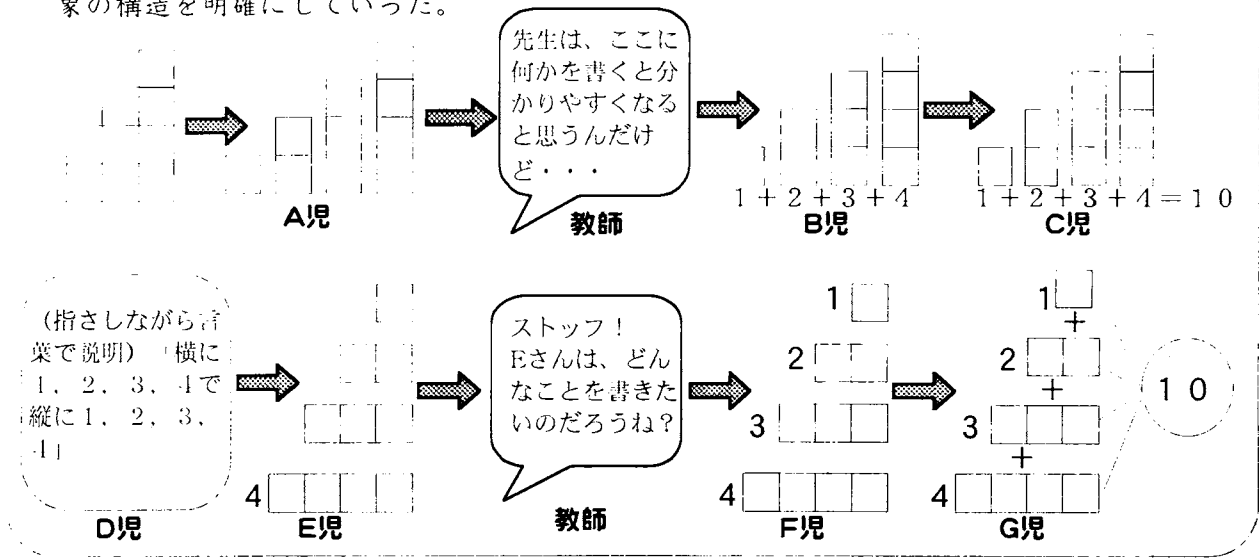 家の構造を明確にしていった。
先生は、ここに
何かを書くと分
かりやすくなる
と思うんだけ
ど・・・
1+2+3+4
1+2+3+4=10
A児
教師
B児
C児
(指さしながら言
葉で説明)「横に
1, 2, 3, 4で
縦に1, 2, 3,
4」
ストップ!
Eさんは、どん
なことを書きた
いのだろうね?
4
1
2
3
4
1
+
2
+
3
+
4
10
D児
E児
教師
F児
G児